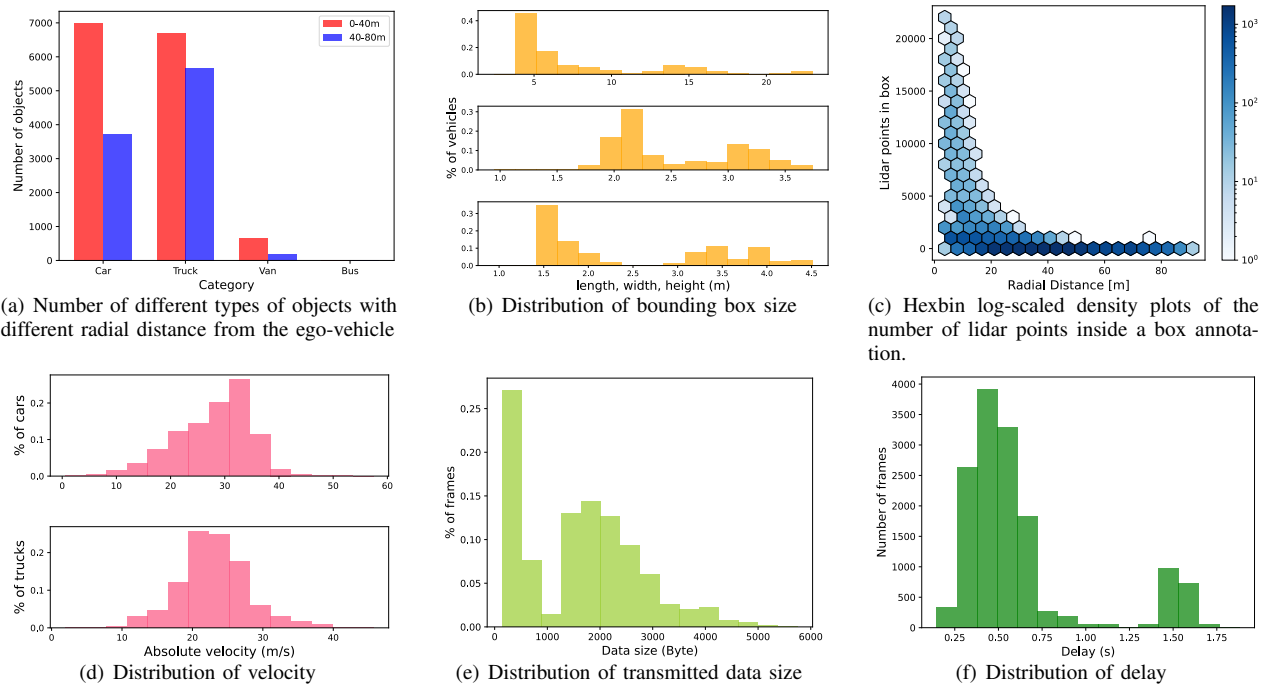 7000
6000
5000
4000
3000
2000
1000
0
Number of objects
0-40m
40-80m
Car Truck Van Bus
Category
(a) Number of different types of objects with
different radial distance from the ego-vehicle
0.4
0.2
0.0
5 10 15 20
0.3
0.2
0.1
0.0
1.0 1.5 2.0 2.5 3.0 3.5
0.3
0.2
0.1
0.0
1.0 1.5 2.0 2.5 3.0 3.5 4.0 4.5
% of vehicles
length, width, height (m)
(b) Distribution of bounding box size
20000
15000
10000
5000
0
Lidar points in box
0 20 40 60 80
Radial Distance [m]
10³
10²
10¹
10⁰
(c) Hexbin log-scaled density plots of the
number of lidar points inside a box annota-
tion.
% of cars
0.2
0.1
0.0
0 10 20 30 40 50 60
% of trucks
0.2
0.1
0.0
0 10 20 30 40
Absolute velocity (m/s)
(d) Distribution of velocity
0.25
0.20
0.15
0.10
0.05
0.00
% of frames
0 1000 2000 3000 4000 5000 6000
Data size (Byte)
(e) Distribution of transmitted data size
4000
3500
3000
2500
2000
1500
1000
500
0
Number of frames
0.25 0.50 0.75 1.00 1.25 1.50 1.75
Delay (s)
(f) Distribution of delay